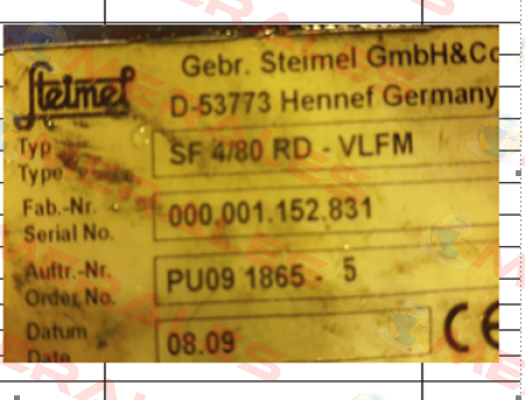 Steimel
Gebr. Steimel GmbH&Co
D-53773 Hennef Germany
Typ
Type
SF 4/80 RD - VLFM
Fab.-Nr.
Serial No.
000.001.152.831
Auftr.-Nr.
Order No.
PU09 1865 - 5
Datum
Date
08.09
CE